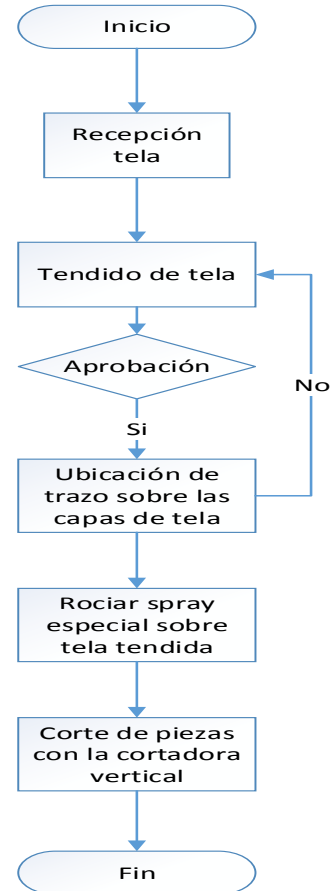 Inicio
Recepción
tela
Tendido de tela
Aprobación
No
Si
Ubicación de
trazo sobre las
capas de tela
Rociar spray
especial sobre
tela tendida
Corte de piezas
con la cortadora
vertical
Fin